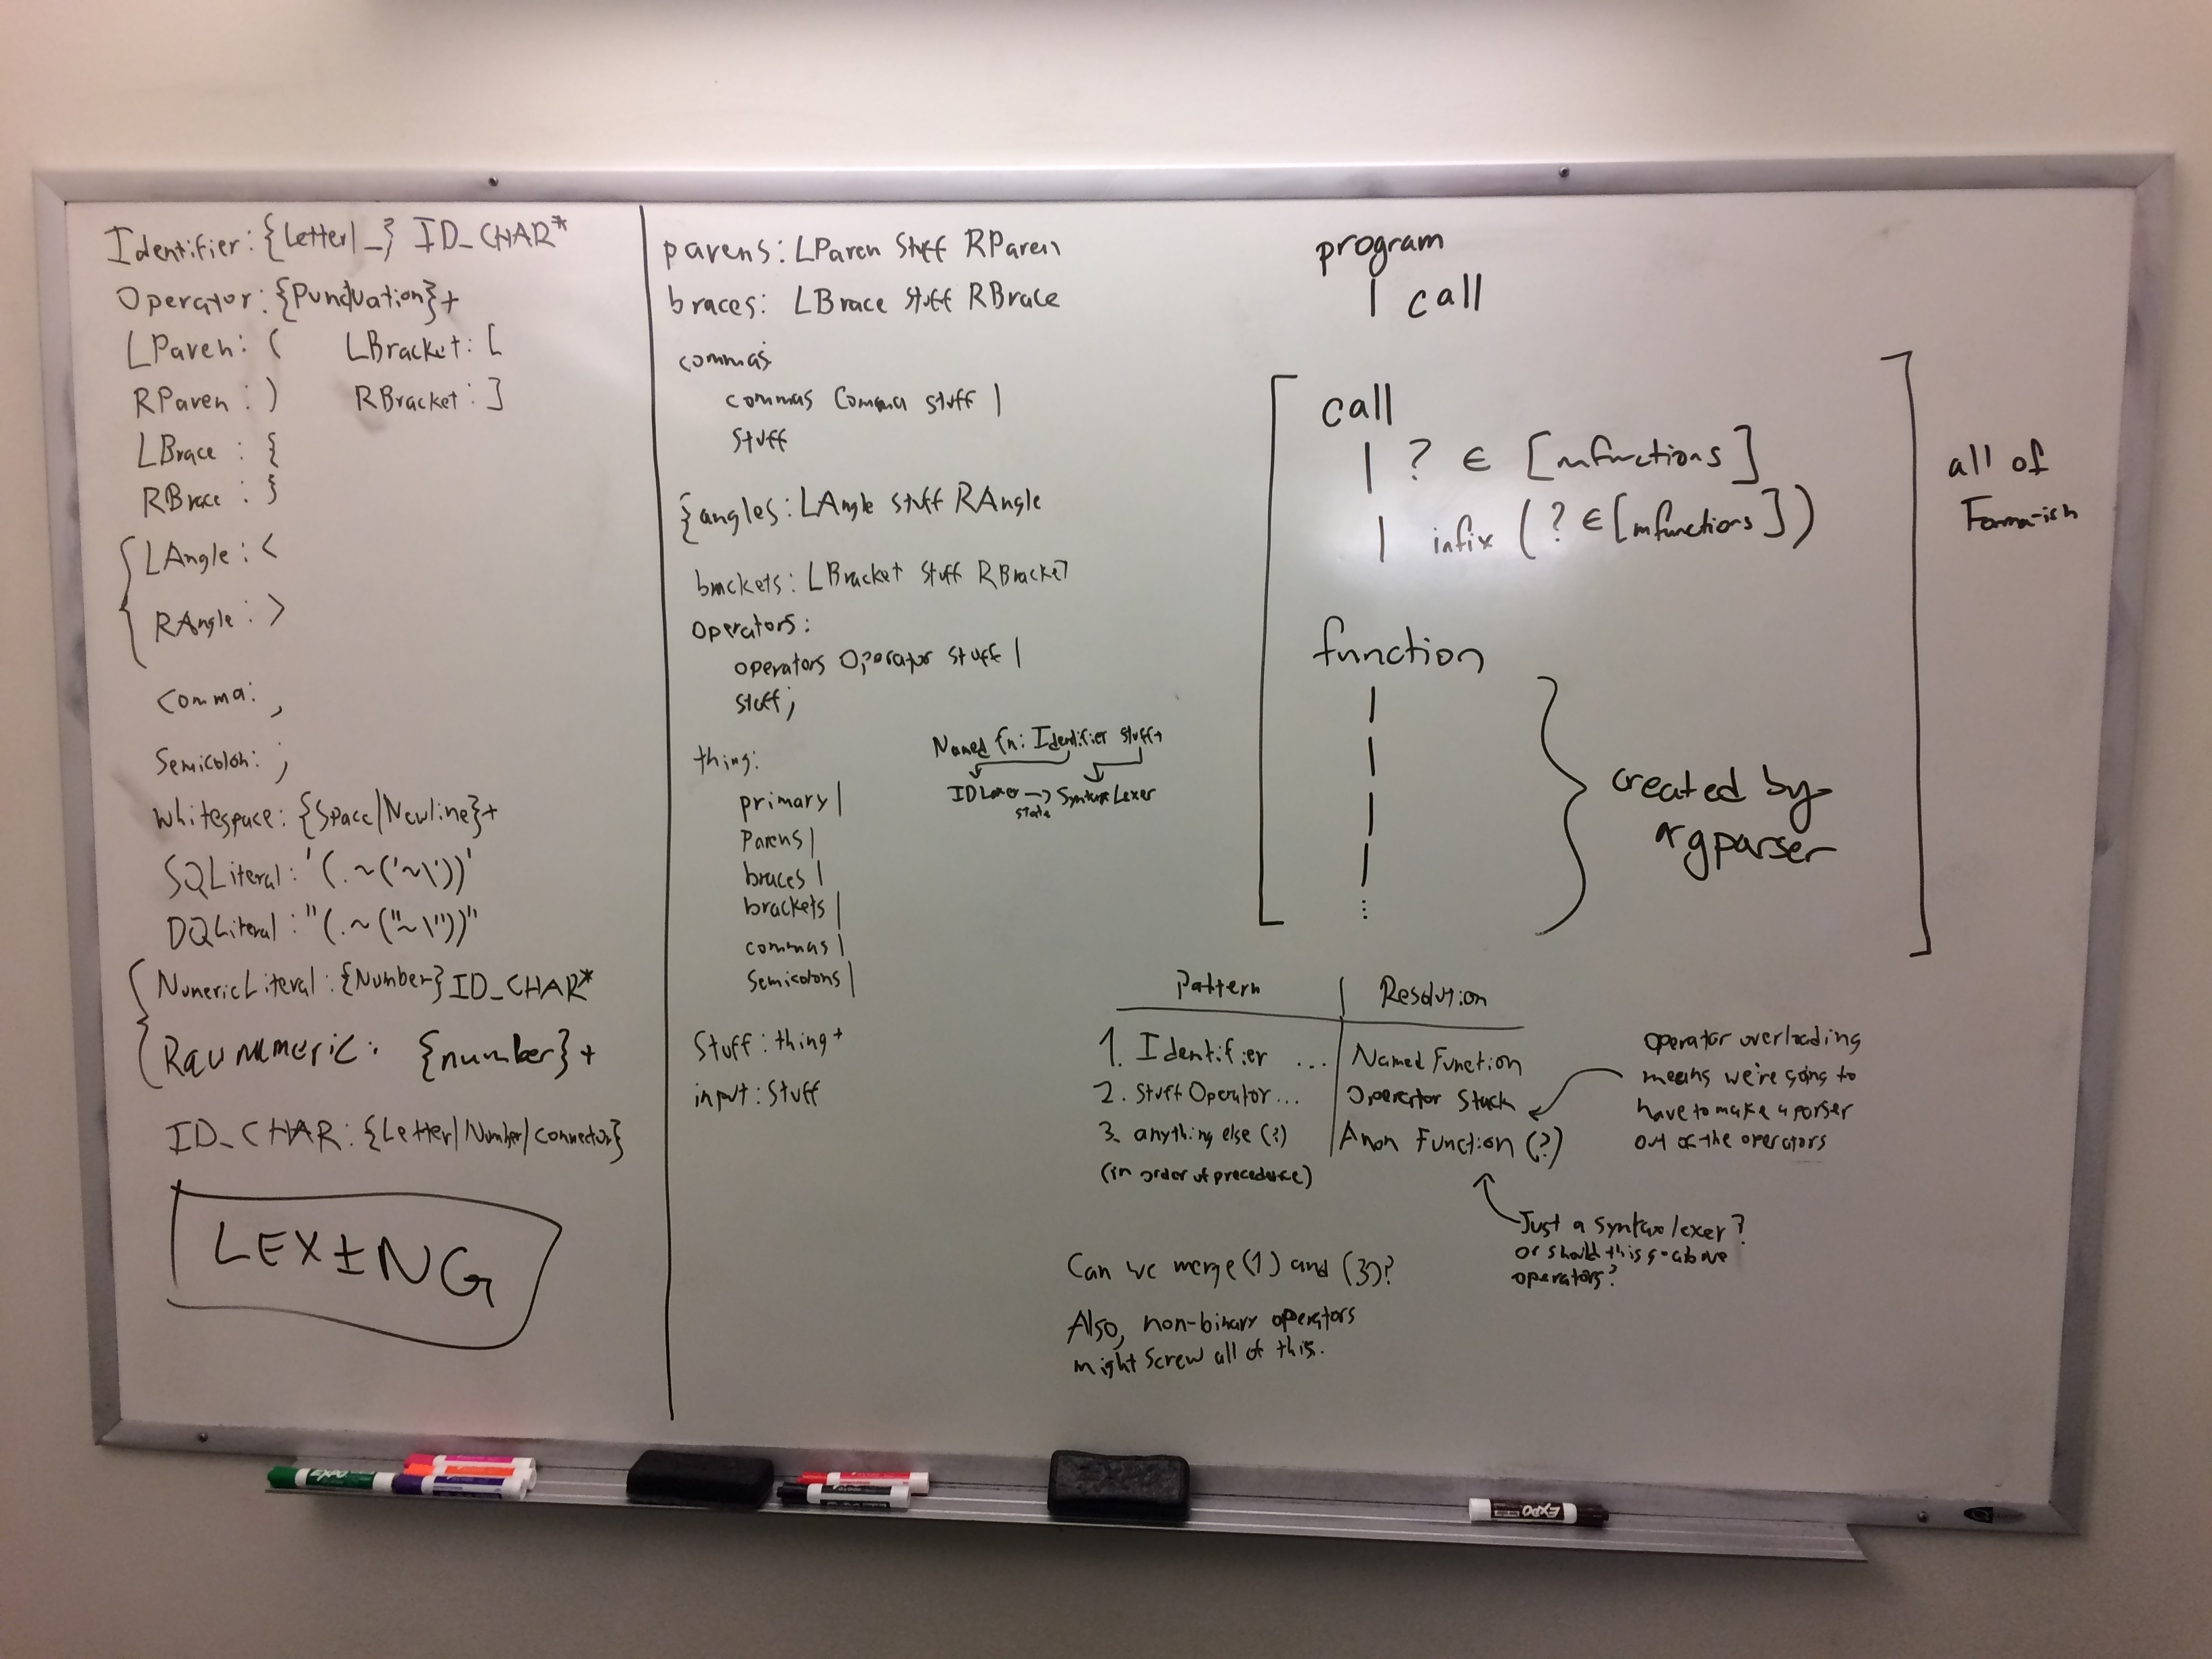 Identifier: {Letter|_} ID_CHAR*
Operator: {Punctuation}+
LParen: (   LBracket: [
RParen: )   RBracket: ]
LBrace : {
RBrace : }
LAngle: <
RAngle: >
Comma: ,
Semicolon: ;
Whitespace: {Space|Newline}+
SQLiteral: '(.~('~\'))'
DQLiteral: "(.~("~\"))"
NumericLiteral: {Number} ID_CHAR*
Raw numeric: {number}+
ID_CHAR: {Letter|Number|connector}
LEXING
parens: LParen Stuff RParen
braces: LBrace Stuff RBrace
commas
commas Comma stuff |
Stuff
{angles: LAngle stuff RAngle
brackets: LBracket stuff RBracket
operators:
operators Operator stuff |
stuff;
thing:
primary|
Parens|
braces|
brackets|
commas|
Semicolons|
Stuff: thing+
input: Stuff
Named fn: Identifier stuff+
IDLexer → Syntax Lexer
state
program
| call
call
| ? ∈ [mfunctions]
| infix (? ∈ [mfunctions])
function
|
|
|
|
⋮
created by
argparser
all of
Forma-ish
Pattern | Resolution
1. Identifier ... | Named Function
2. Stuff Operator... | Operator Stack
3. anything else (?) | Anon Function (?)
(in order of precedence)
operator overloading
means we're going to
have to make a parser
out of the operators
Just a syntax lexer?
or should this go above
operators?
Can we merge (1) and (3)?
Also, non-binary operators
might screw all of this.
EXPO
EXPO